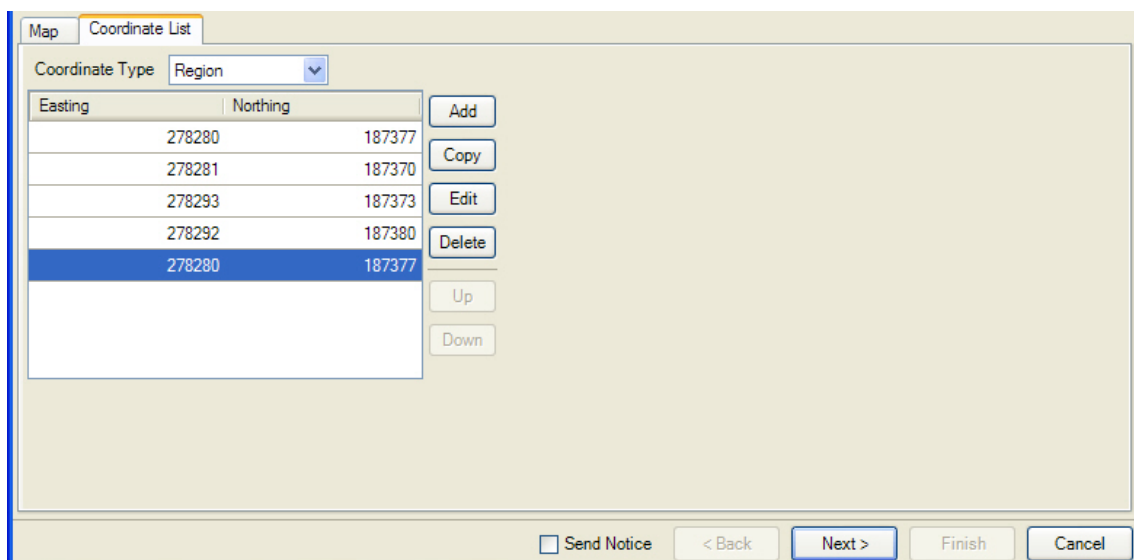 Map Coordinate List
Coordinate Type Region
Easting Northing
278280 187377
278281 187370
278293 187373
278292 187380
278280 187377
Add
Copy
Edit
Delete
Up
Down
Send Notice < Back Next > Finish Cancel